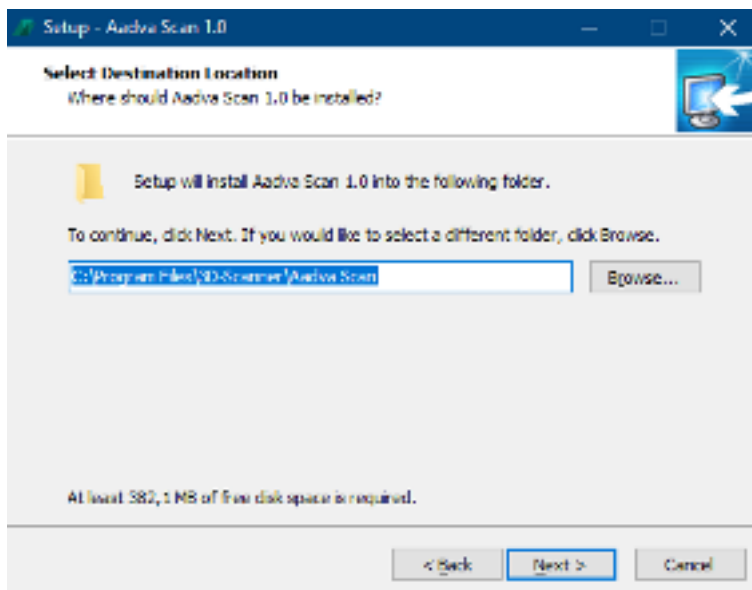 Setup - Aadva Scan 1.0
Select Destination Location
Where should Aadva Scan 1.0 be installed?
Setup will install Aadva Scan 1.0 into the following folder.
To continue, click Next. If you would like to select a different folder, click Browse.
C:\Program Files\3D-Scanner\Aadva Scan
Browse...
At least 382,1 MB of free disk space is required.
< Back
Next >
Cancel